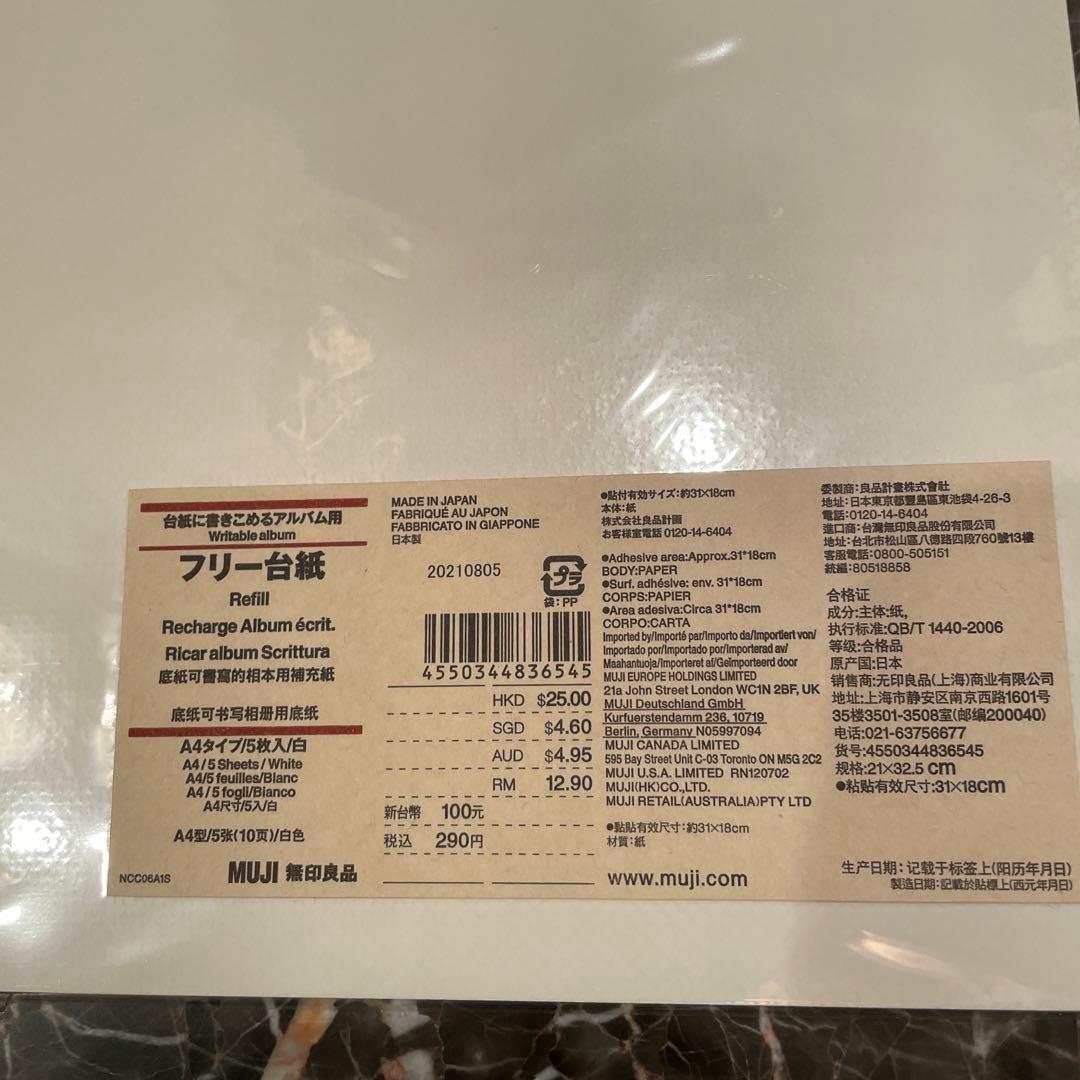 台紙に書きこめるアルバム用
Writable album
フリー台紙
Refill
Recharge Album écrit.
Ricar album Scrittura
底紙可書寫的相本用補充紙
底纸可书写相册用底纸
A4タイプ/5枚入/白
A4 / 5 Sheets / White
A4/5 feuilles/Blanc
A4 / 5 fogli/Bianco
A4尺寸/5入/白
A4型/5张(10页)/白色
NCC06A1S
MUJI 無印良品
MADE IN JAPAN
FABRIQUÉ AU JAPON
FABBRICATO IN GIAPPONE
日本製
20210805
プラ
袋:PP
4550344836545
HKD $25.00
SGD $4.60
AUD $4.95
RM 12.90
新台幣 100元
税込 290円
●貼付有効サイズ:約31×18cm
本体:紙
株式会社良品計画
お客様室電話 0120-14-6404
●Adhesive area:Approx.31*18cm
BODY:PAPER
●Surf. adhésive: env. 31*18cm
CORPS:PAPIER
●Area adesiva:Circa 31*18cm
CORPO:CARTA
Imported by/Importé par/Importo da/Importiert von/
Importado por/Importado por/Importerad av/
Maahantuoja/Importeret af/Geïmporteerd door
MUJI EUROPE HOLDINGS LIMITED
21a John Street London WC1N 2BF, UK
MUJI Deutschland GmbH
Kurfuerstendamm 236, 10719
Berlin, Germany N05997094
MUJI CANADA LIMITED
595 Bay Street Unit C-03 Toronto ON M5G 2C2
MUJI U.S.A. LIMITED RN120702
MUJI(HK)CO.,LTD.
MUJI RETAIL(AUSTRALIA)PTY LTD
●黏貼有效尺寸:約31×18cm
材質:紙
www.muji.com
委製商:良品計畫株式會社
地址:日本東京都豐島區東池袋4-26-3
電話:0120-14-6404
進口商:台灣無印良品股份有限公司
地址:台北市松山區八德路四段760號13樓
客服電話:0800-505151
統編:80518858
合格证
成分:主体:纸,
执行标准:QB/T 1440-2006
等级:合格品
原产国:日本
销售商:无印良品(上海)商业有限公司
地址:上海市静安区南京西路1601号
35楼3501-3508室(邮编200040)
电话:021-63756677
货号:4550344836545
规格:21×32.5 cm
●粘贴有效尺寸:31×18cm
生产日期:记载于标签上(阳历年月日)
製造日期:記載於貼標上(西元年月日)